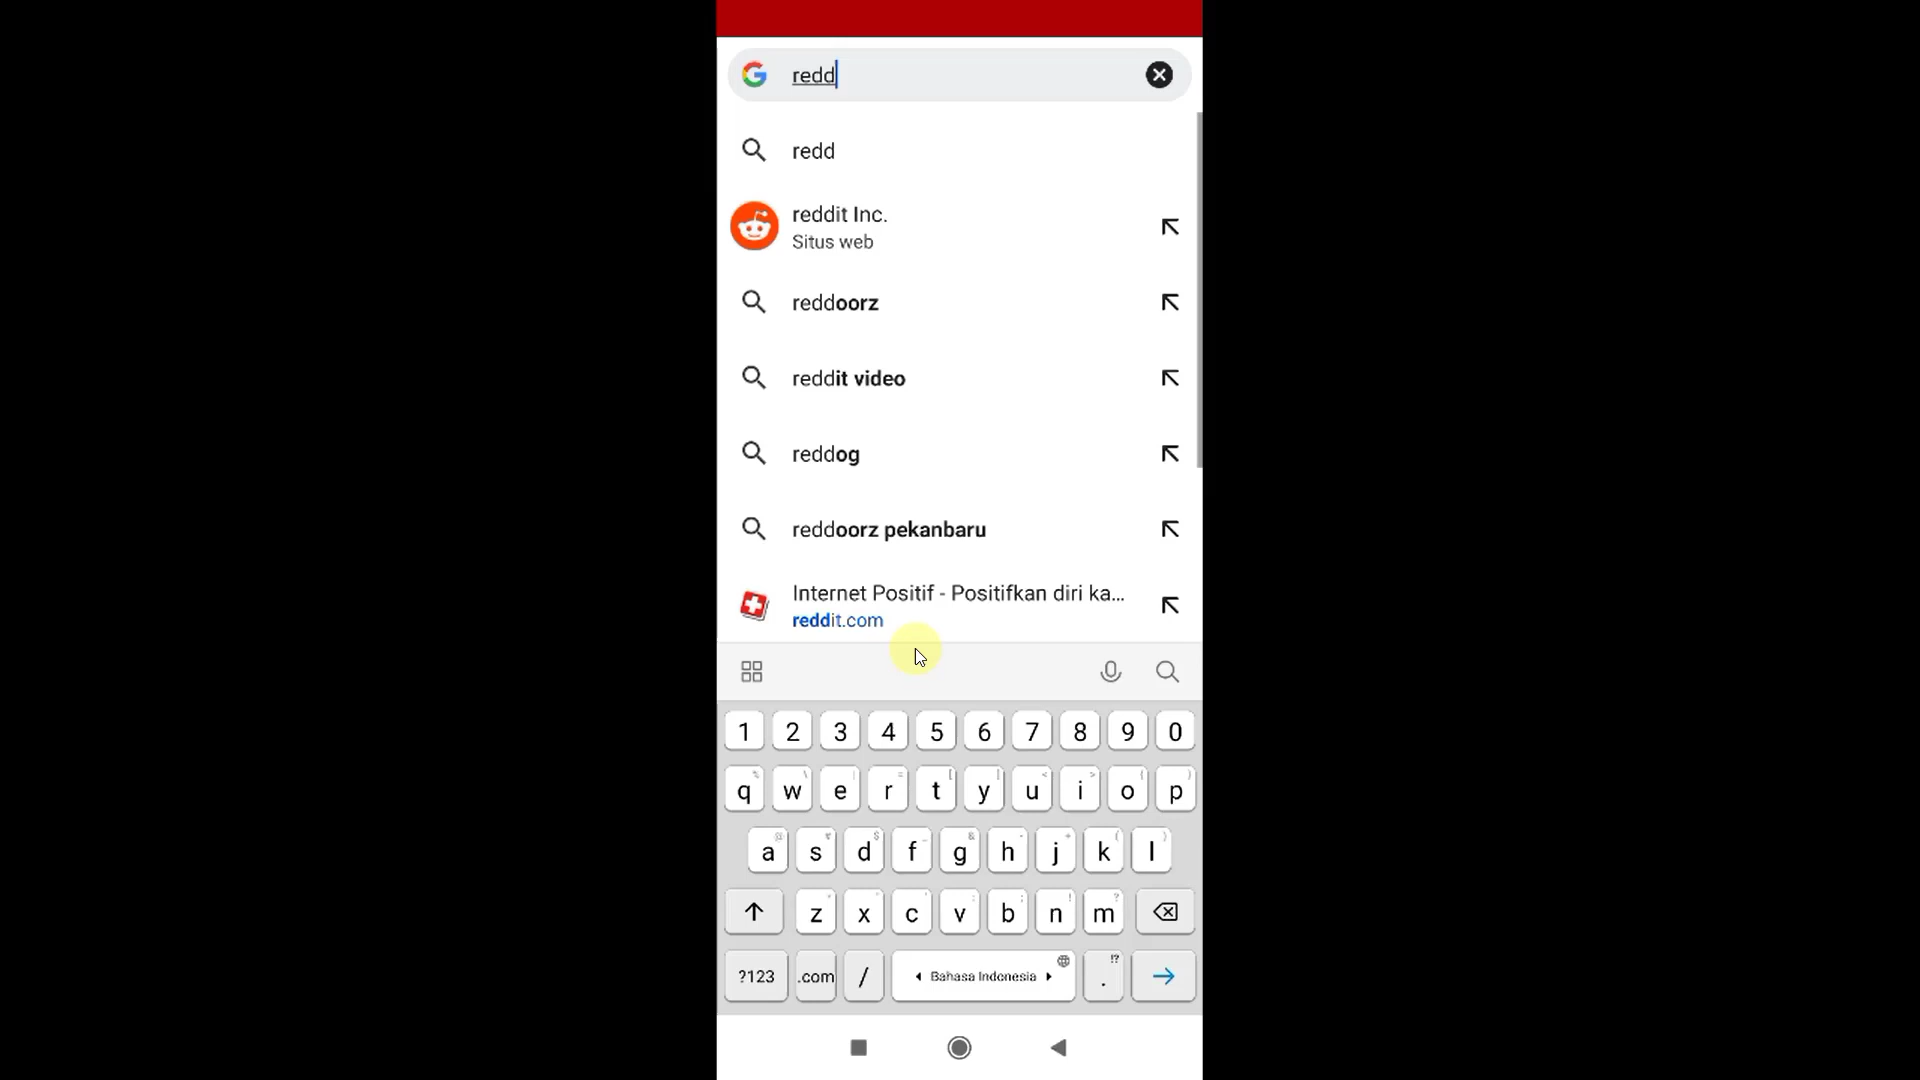 redd
redd
reddit Inc.
Situs web
reddoorz
reddit video
reddog
reddoorz pekanbaru
Internet Positif - Positifkan diri ka...
reddit.com
1 2 3 4 5 6 7 8 9 0
q w e r t y u i o p
a s d f g h j k l
z x c v b n m
?123 .com / Bahasa Indonesia .